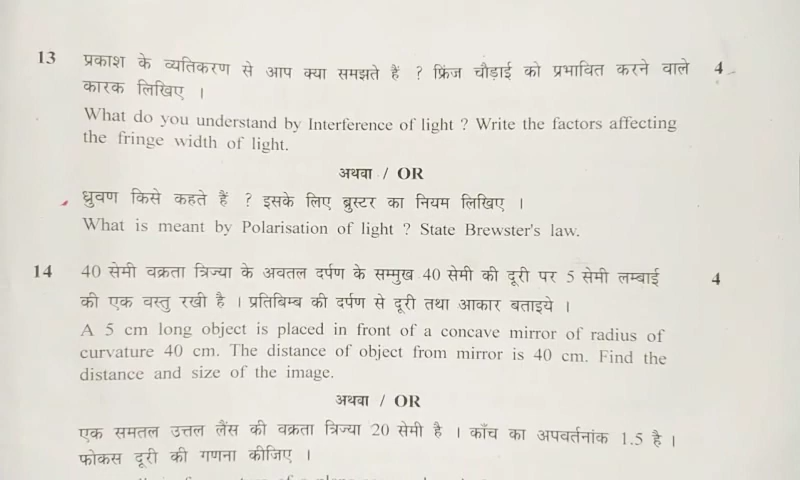 13 प्रकाश के व्यतिकरण से आप क्या समझते हैं ? फ्रिंज चौड़ाई को प्रभावित करने वाले 4
कारक लिखिए ।
What do you understand by Interference of light ? Write the factors affecting
the fringe width of light.
अथवा / OR
ध्रुवण किसे कहते हैं ? इसके लिए ब्रुस्टर का नियम लिखिए ।
What is meant by Polarisation of light ? State Brewster's law.
14 40 सेमी वक्रता त्रिज्या के अवतल दर्पण के सम्मुख 40 सेमी की दूरी पर 5 सेमी लम्बाई 4
की एक वस्तु रखी है । प्रतिबिम्ब की दर्पण से दूरी तथा आकार बताइये ।
A 5 cm long object is placed in front of a concave mirror of radius of
curvature 40 cm. The distance of object from mirror is 40 cm. Find the
distance and size of the image.
अथवा / OR
एक समतल उत्तल लैंस की वक्रता त्रिज्या 20 सेमी है । काँच का अपवर्तनांक 1.5 है ।
फोकस दूरी की गणना कीजिए ।